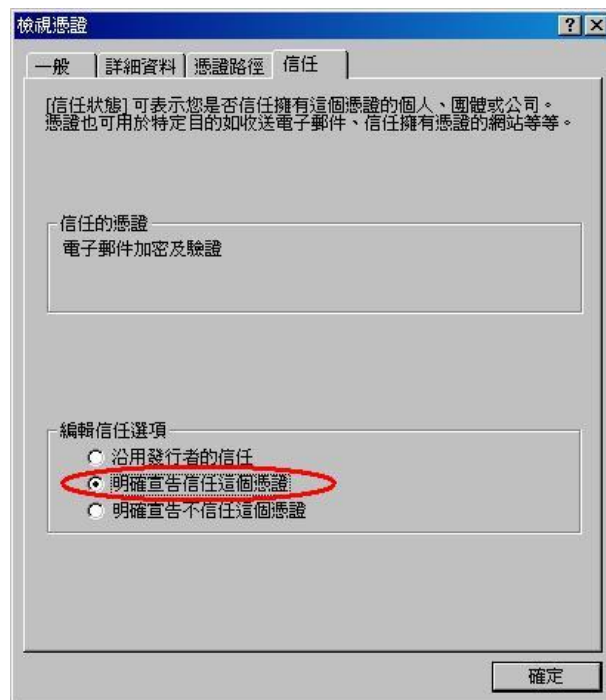 檢視憑證
一般 詳細資料 憑證路徑 信任
[信任狀態] 可表示您是否信任擁有這個憑證的個人、團體或公司。
憑證也可用於特定目的如收送電子郵件、信任擁有憑證的網站等等。
信任的憑證
電子郵件加密及驗證
編輯信任選項
沿用發行者的信任
明確宣告信任這個憑證
明確宣告不信任這個憑證
確定